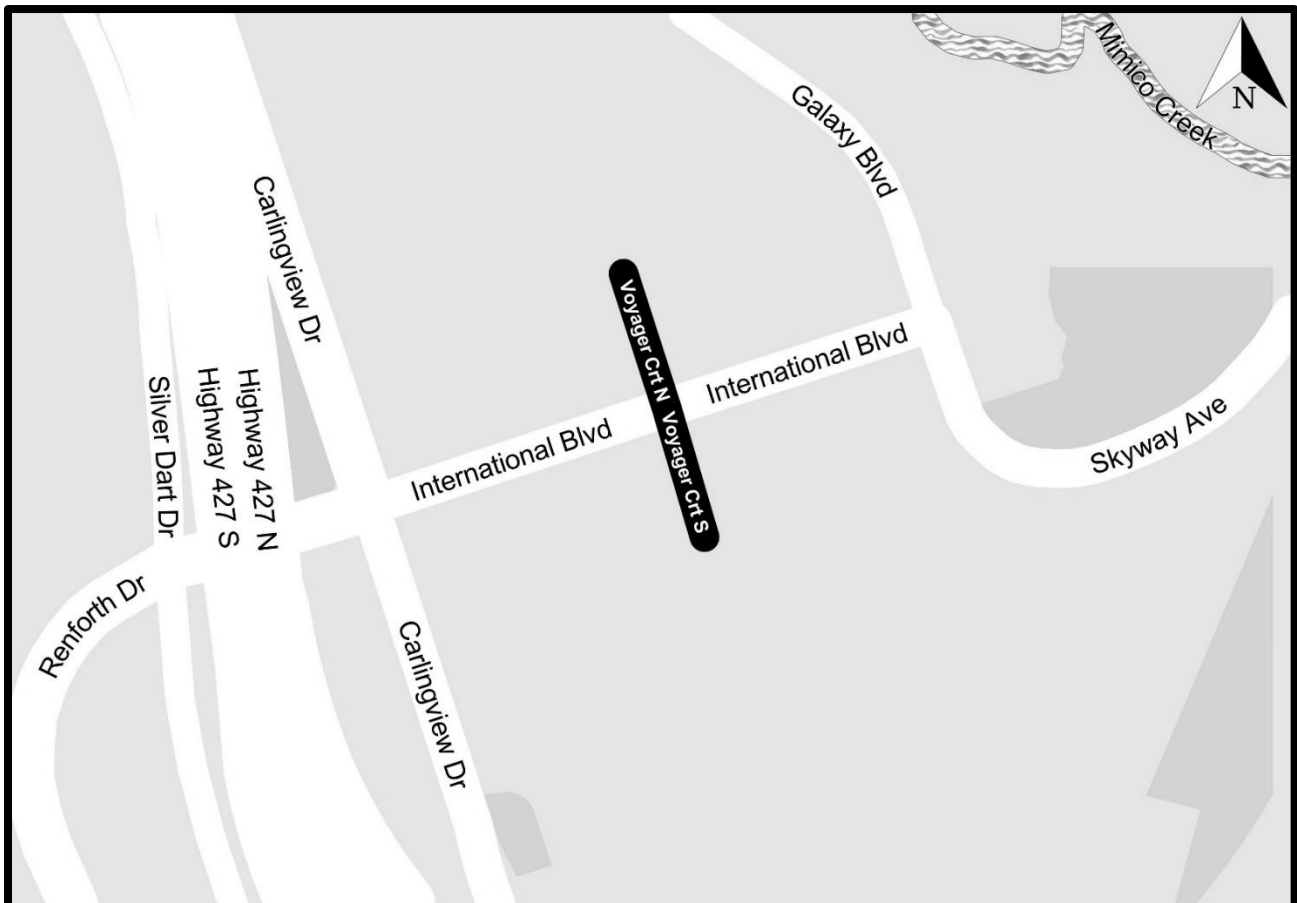 Mimico Creek
N
Galaxy Blvd
Carlingview Dr
Voyager Crt N
Voyager Crt S
International Blvd
International Blvd
Silver Dart Dr
Highway 427 S
Highway 427 N
Skyway Ave
Renforth Dr
Carlingview Dr